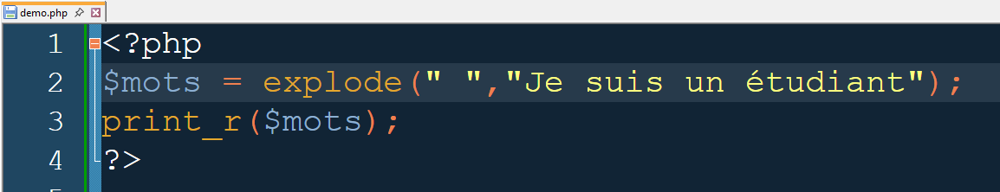 demo.php
1 <?php
2 $mots = explode(" ","Je suis un étudiant");
3 print_r($mots);
4 ?>